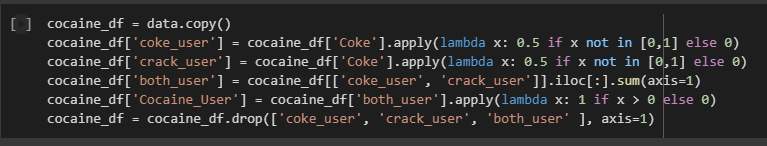 [ ] cocaine_df = data.copy()
cocaine_df['coke_user'] = cocaine_df['Coke'].apply(lambda x: 0.5 if x not in [0,1] else 0)
cocaine_df['crack_user'] = cocaine_df['Coke'].apply(lambda x: 0.5 if x not in [0,1] else 0)
cocaine_df['both_user'] = cocaine_df[['coke_user', 'crack_user']].iloc[:].sum(axis=1)
cocaine_df['Cocaine_User'] = cocaine_df['both_user'].apply(lambda x: 1 if x > 0 else 0)
cocaine_df = cocaine_df.drop(['coke_user', 'crack_user', 'both_user' ], axis=1)